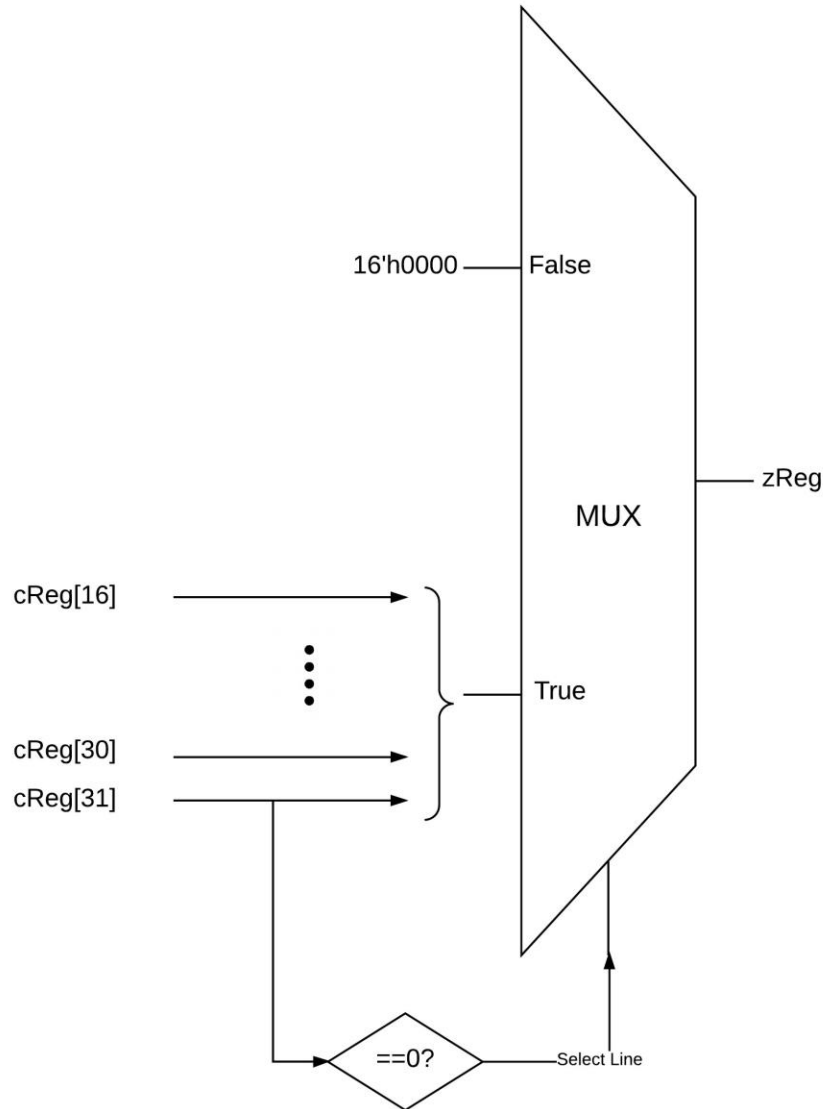 16'h0000
False
zReg
MUX
cReg[16]
True
cReg[30]
cReg[31]
==0?
Select Line